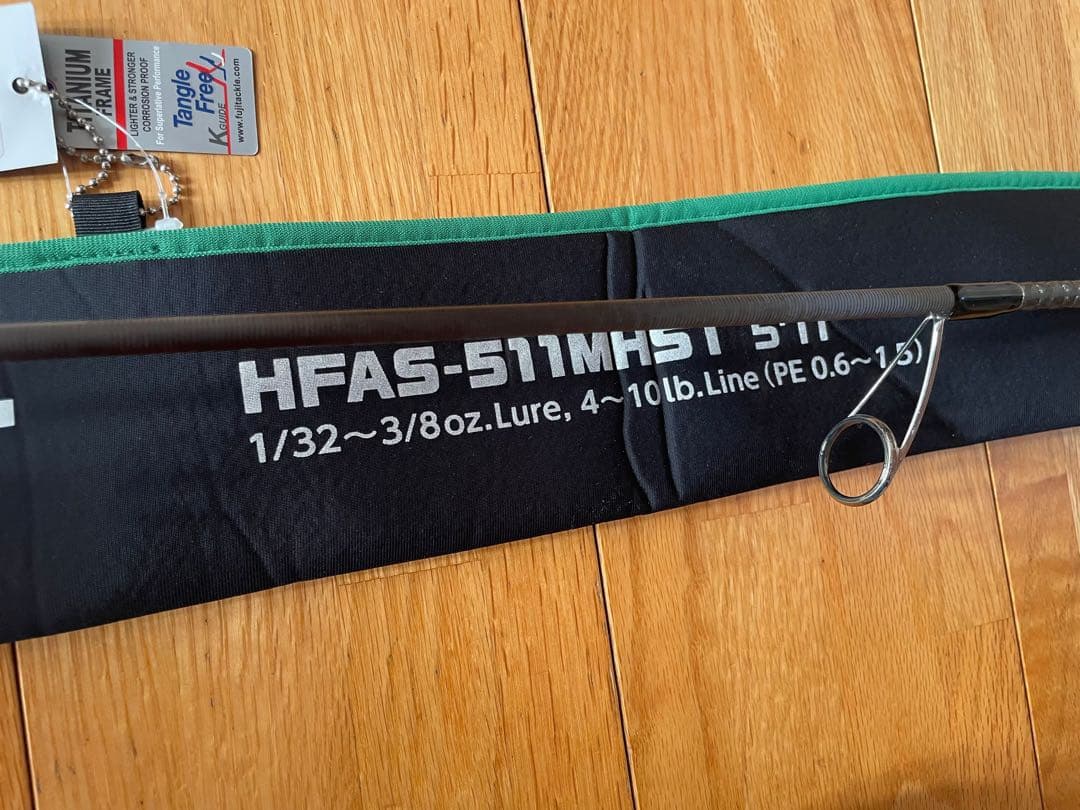 TITANIUM
FRAME
LIGHTER & STRONGER
CORROSION PROOF
For Superlative Performance
Tangle
Free
K GUIDE
www.fujitackle.com
HFAS-511MHST 5'11"
1/32～3/8oz.Lure, 4～10lb.Line (PE 0.6～1.5)